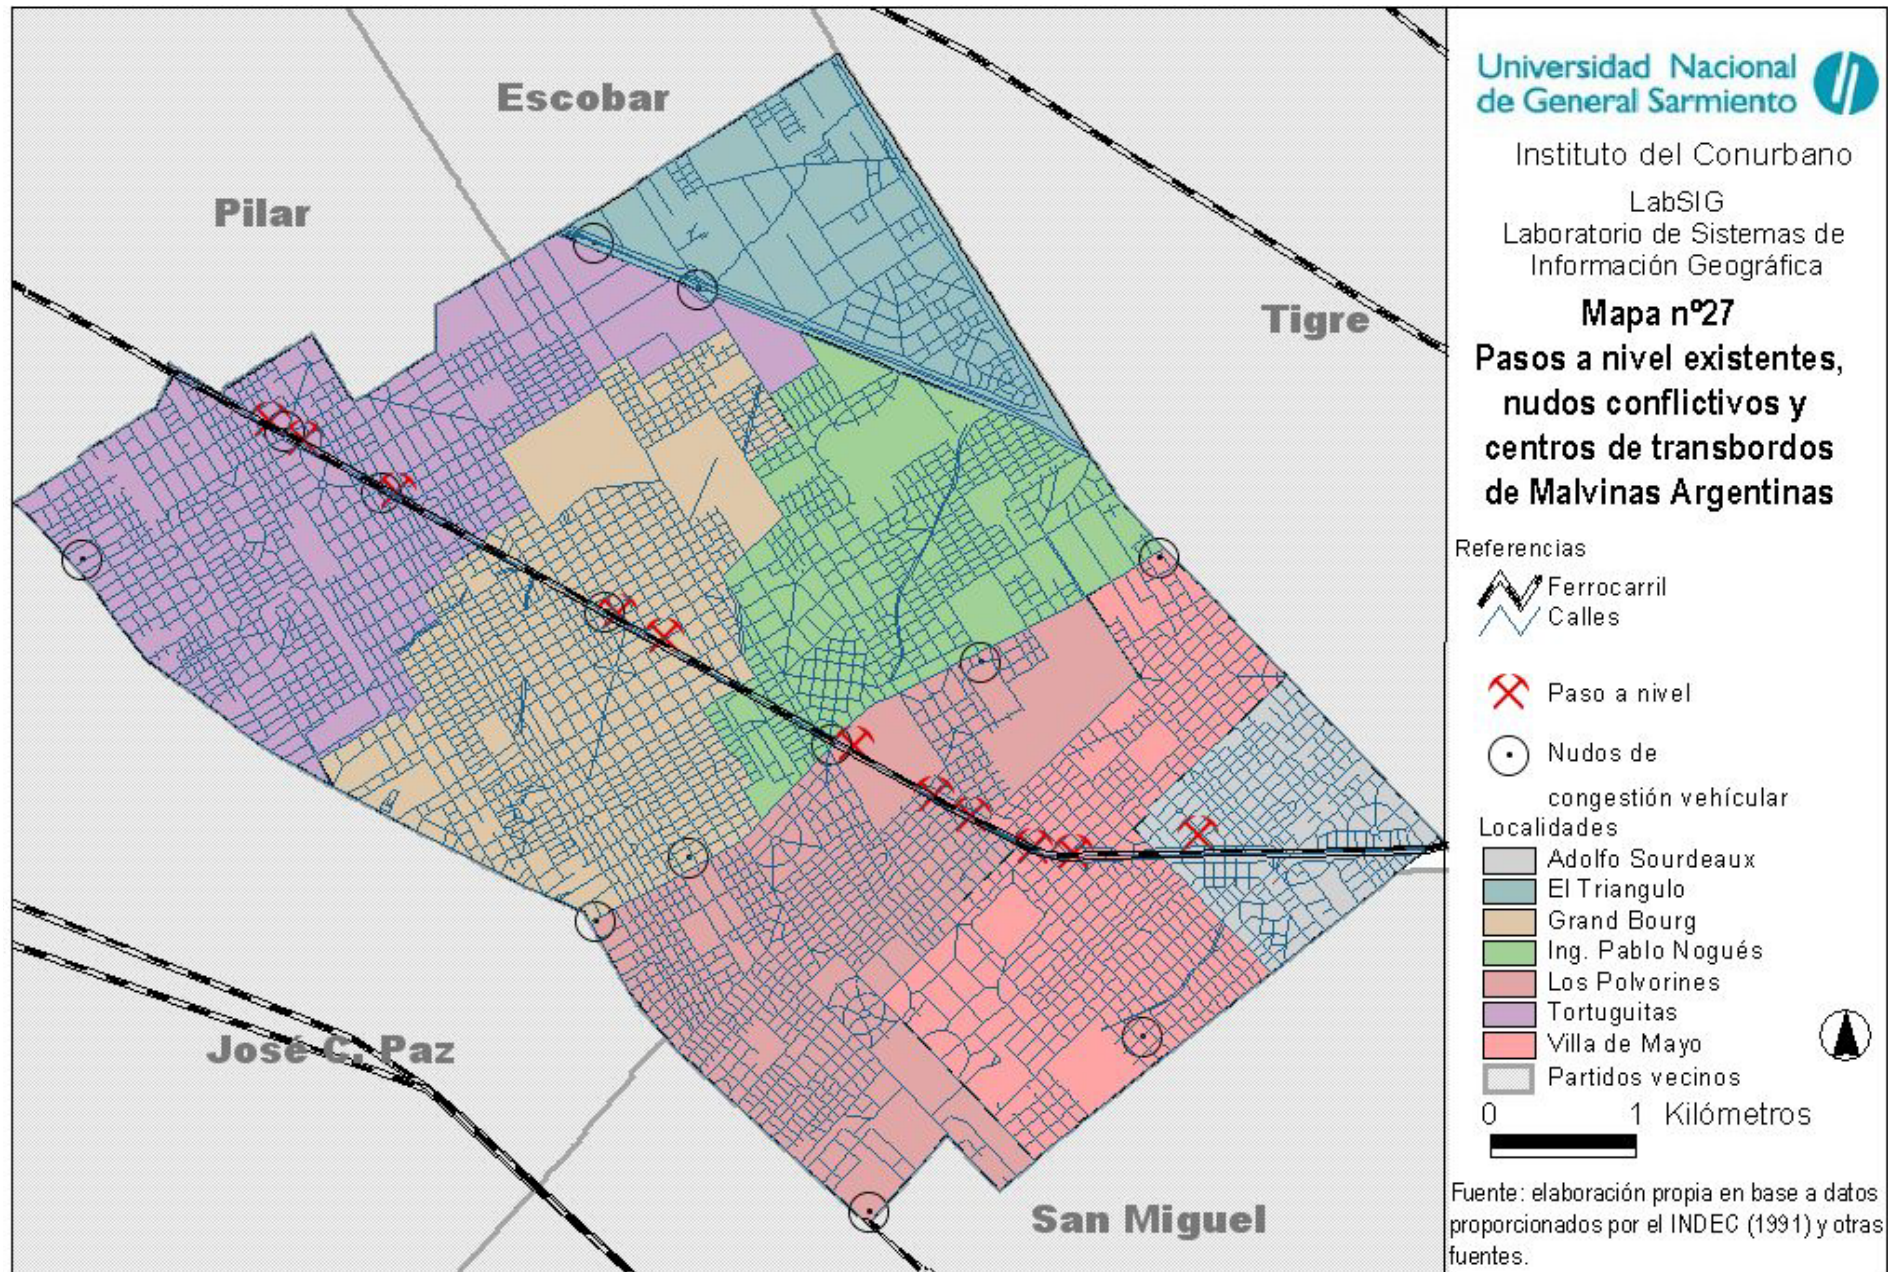 Escobar
Pilar
Tigre
José C. Paz
San Miguel
Universidad Nacional
de General Sarmiento
Instituto del Conurbano
LabSIG
Laboratorio de Sistemas de
Información Geográfica
Mapa nº27
Pasos a nivel existentes,
nudos conflictivos y
centros de transbordos
de Malvinas Argentinas
Referencias
Ferrocarril
Calles
Paso a nivel
Nudos de
congestión vehícular
Localidades
Adolfo Sourdeaux
El Triangulo
Grand Bourg
Ing. Pablo Nogués
Los Polvorines
Tortuguitas
Villa de Mayo
Partidos vecinos
0 1 Kilómetros
Fuente: elaboración propia en base a datos
proporcionados por el INDEC (1991) y otras
fuentes.